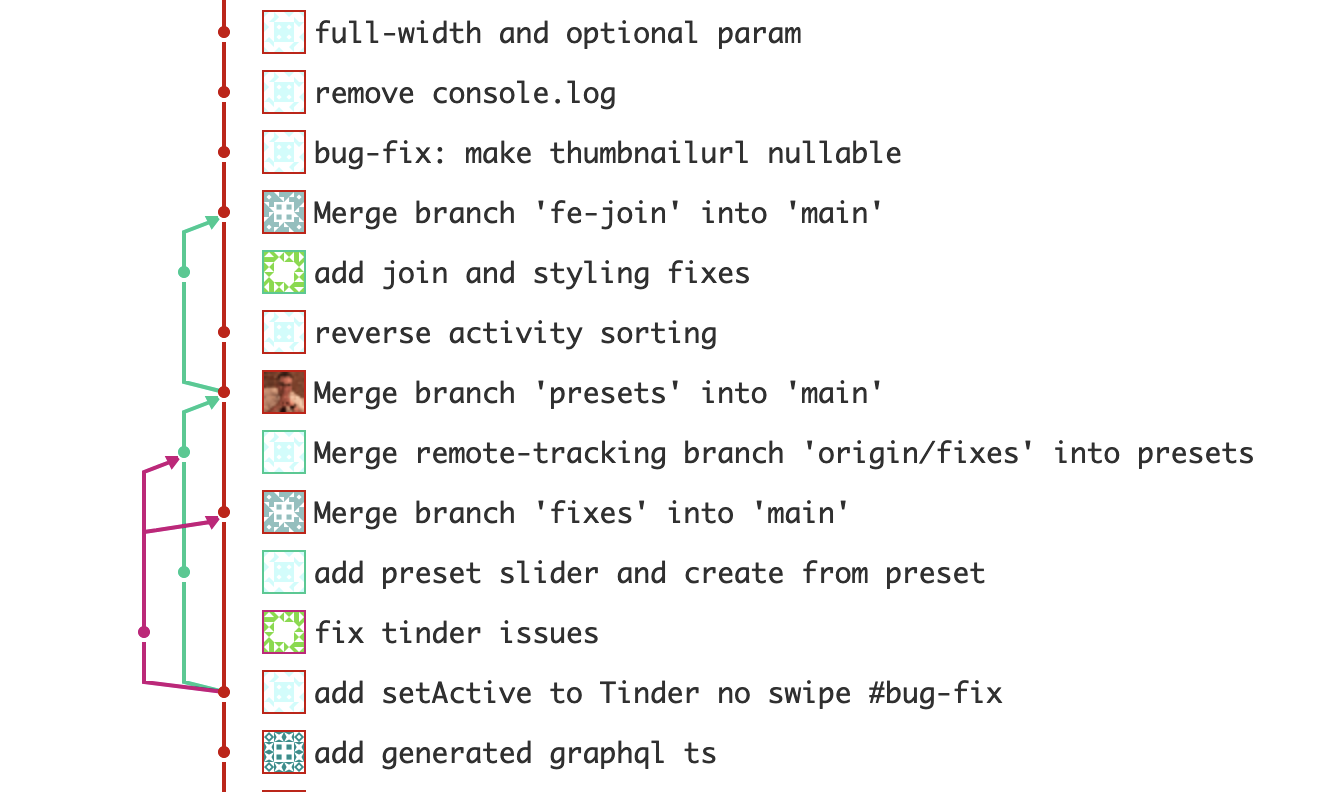 full-width and optional param
remove console.log
bug-fix: make thumbnailurl nullable
Merge branch 'fe-join' into 'main'
add join and styling fixes
reverse activity sorting
Merge branch 'presets' into 'main'
Merge remote-tracking branch 'origin/fixes' into presets
Merge branch 'fixes' into 'main'
add preset slider and create from preset
fix tinder issues
add setActive to Tinder no swipe #bug-fix
add generated graphql ts